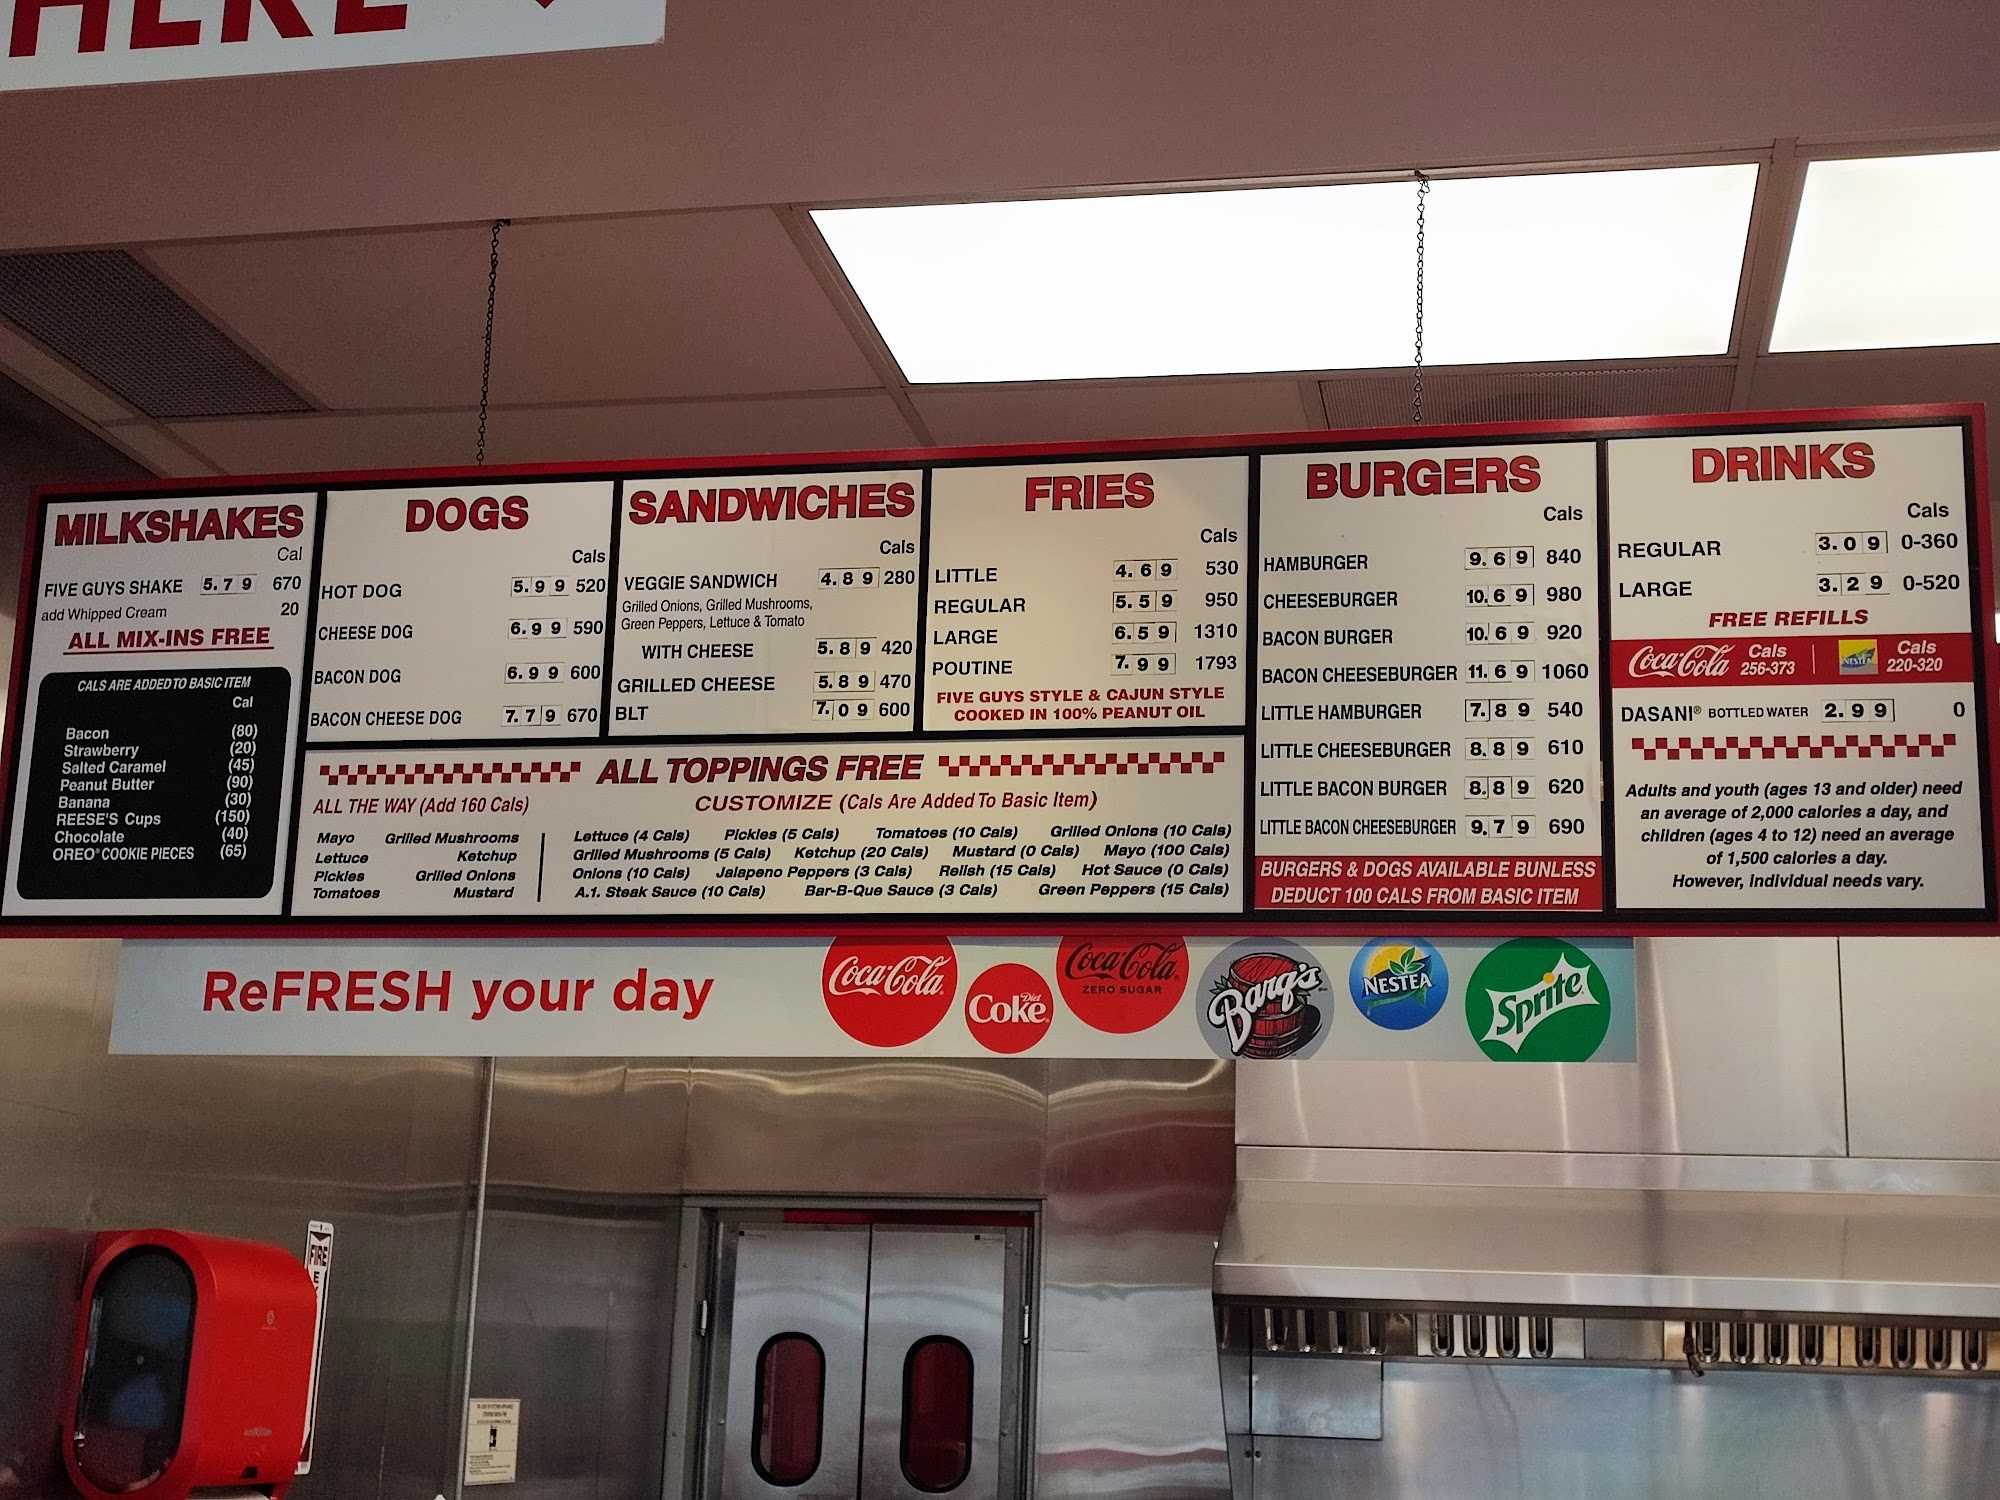 HERE
MILKSHAKES
Cal
FIVE GUYS SHAKE 5.79 670
add Whipped Cream 20
ALL MIX-INS FREE
CALS ARE ADDED TO BASIC ITEM
Cal
Bacon (80)
Strawberry (20)
Salted Caramel (45)
Peanut Butter (90)
Banana (30)
REESE'S Cups (150)
Chocolate (40)
OREO® COOKIE PIECES (65)
DOGS
Cals
HOT DOG 5.99 520
CHEESE DOG 6.99 590
BACON DOG 6.99 600
BACON CHEESE DOG 7.79 670
SANDWICHES
Cals
VEGGIE SANDWICH 4.89 280
Grilled Onions, Grilled Mushrooms,
Green Peppers, Lettuce & Tomato
WITH CHEESE 5.89 420
GRILLED CHEESE 5.89 470
BLT 7.09 600
FRIES
Cals
LITTLE 4.69 530
REGULAR 5.59 950
LARGE 6.59 1310
POUTINE 7.99 1793
FIVE GUYS STYLE & CAJUN STYLE
COOKED IN 100% PEANUT OIL
ALL TOPPINGS FREE
ALL THE WAY (Add 160 Cals)
Mayo Grilled Mushrooms
Lettuce Ketchup
Pickles Grilled Onions
Tomatoes Mustard
CUSTOMIZE (Cals Are Added To Basic Item)
Lettuce (4 Cals) Pickles (5 Cals) Tomatoes (10 Cals) Grilled Onions (10 Cals)
Grilled Mushrooms (5 Cals) Ketchup (20 Cals) Mustard (0 Cals) Mayo (100 Cals)
Onions (10 Cals) Jalapeno Peppers (3 Cals) Relish (15 Cals) Hot Sauce (0 Cals)
A.1. Steak Sauce (10 Cals) Bar-B-Que Sauce (3 Cals) Green Peppers (15 Cals)
BURGERS
Cals
HAMBURGER 9.69 840
CHEESEBURGER 10.69 980
BACON BURGER 10.69 920
BACON CHEESEBURGER 11.69 1060
LITTLE HAMBURGER 7.89 540
LITTLE CHEESEBURGER 8.89 610
LITTLE BACON BURGER 8.89 620
LITTLE BACON CHEESEBURGER 9.79 690
BURGERS & DOGS AVAILABLE BUNLESS
DEDUCT 100 CALS FROM BASIC ITEM
DRINKS
Cals
REGULAR 3.09 0-360
LARGE 3.29 0-520
FREE REFILLS
Coca-Cola Cals 256-373 NESTEA Cals 220-320
DASANI® BOTTLED WATER 2.99 0
Adults and youth (ages 13 and older) need
an average of 2,000 calories a day, and
children (ages 4 to 12) need an average
of 1,500 calories a day.
However, individual needs vary.
ReFRESH your day
Coca-Cola
Diet Coke
Coca-Cola ZERO SUGAR
Barq's
NESTEA
Sprite
FIRE
E